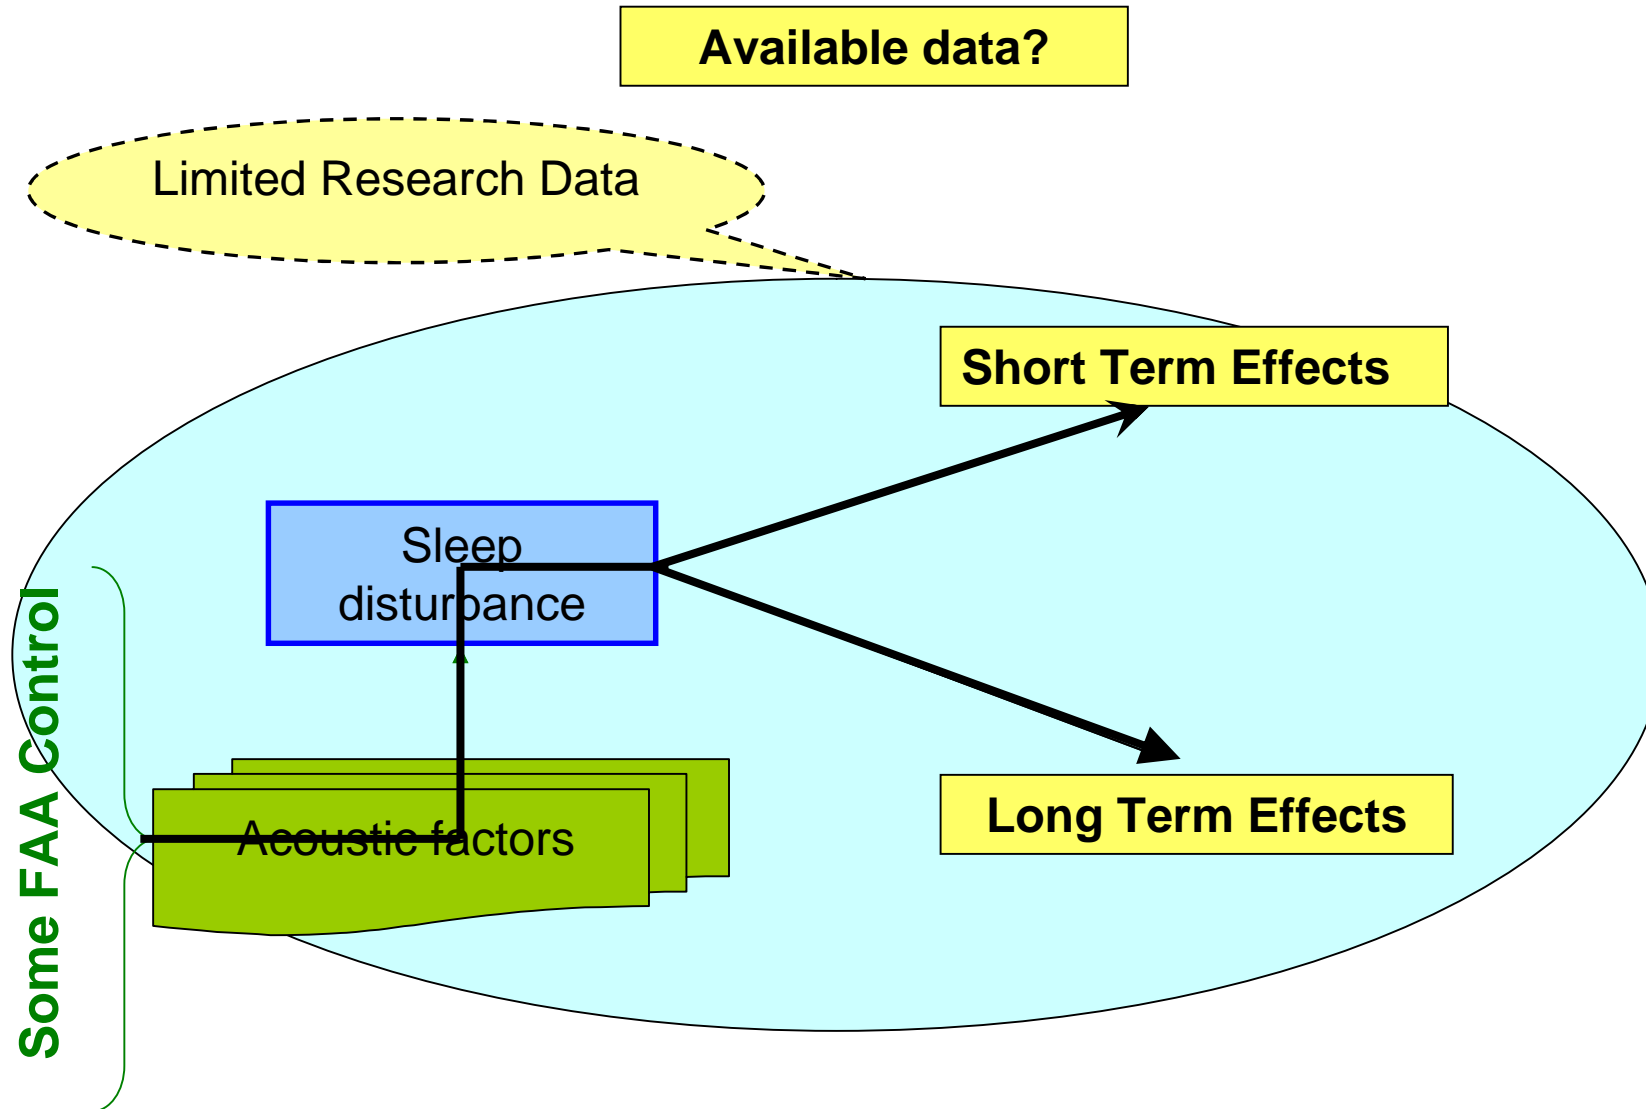 Available data?
Limited Research Data
Short Term Effects
Sleep
disturbance
Some FAA Control
Acoustic factors
Long Term Effects